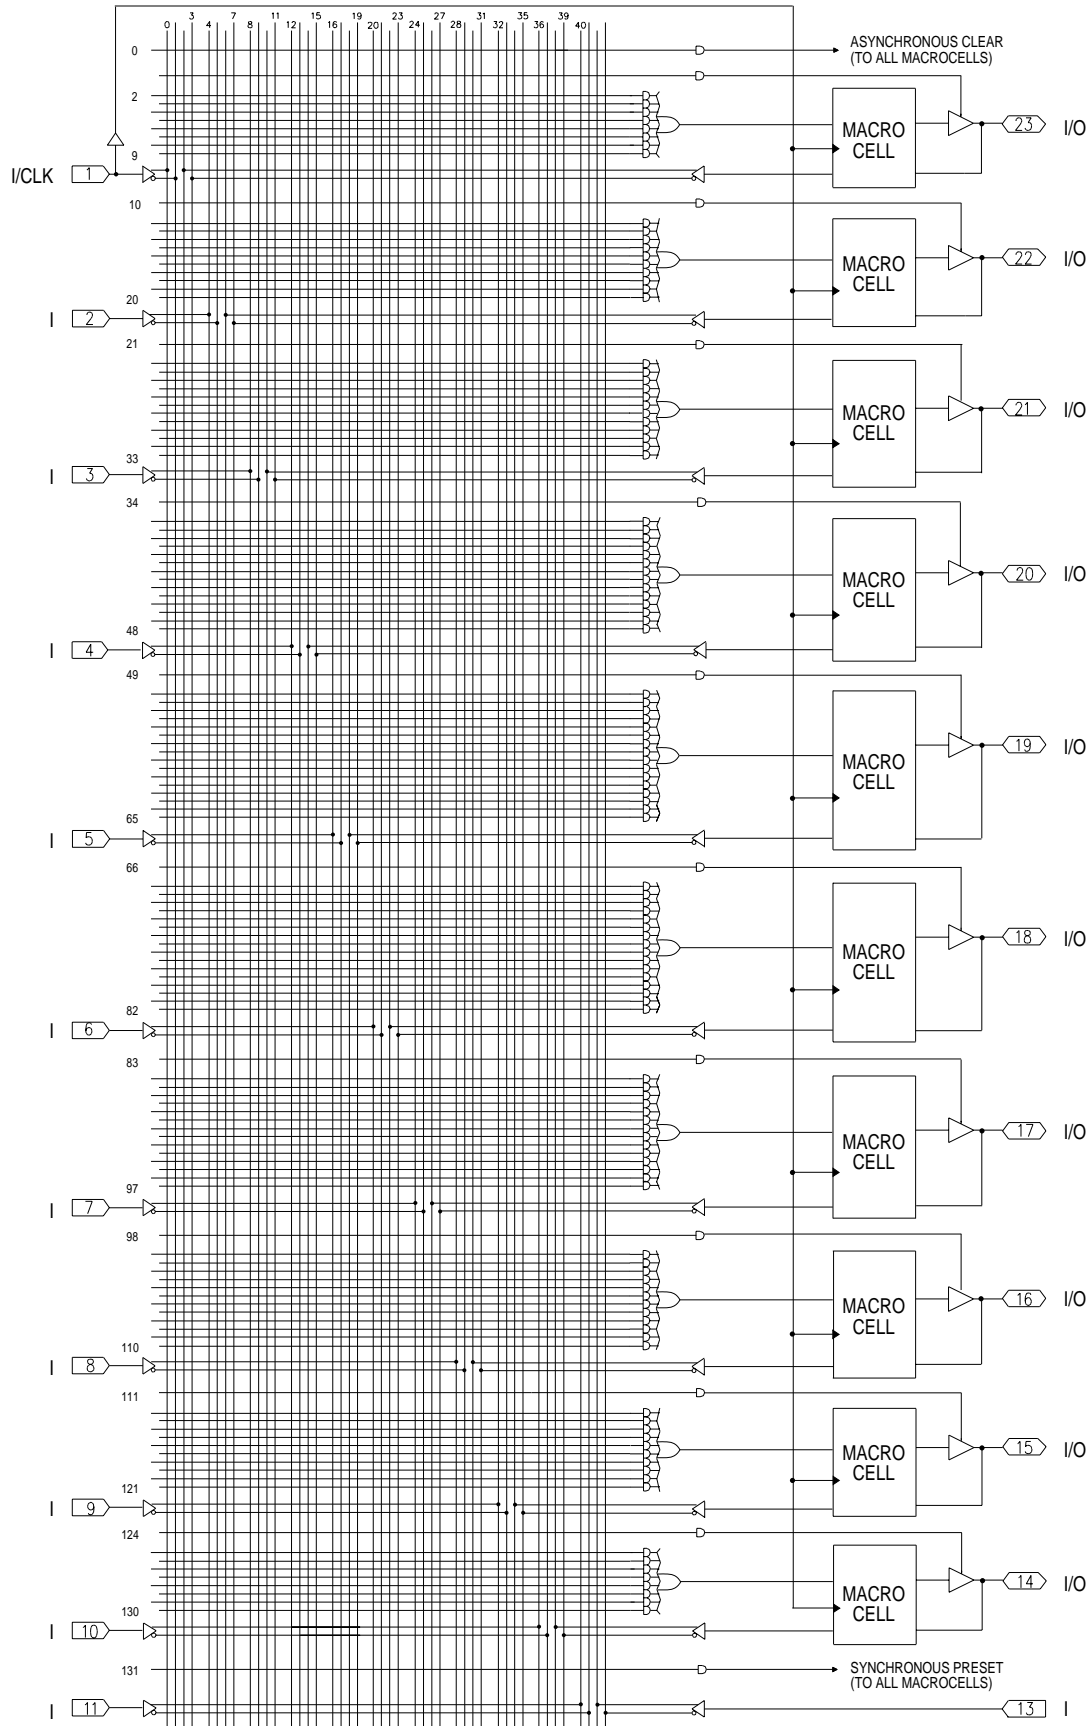 3 7 11 15 19 23 27 31 35 39
0 4 8 12 16 20 24 28 32 36 40
0
ASYNCHRONOUS CLEAR
(TO ALL MACROCELLS)
2
MACRO
CELL
23 I/O
9
I/CLK 1
10
MACRO
CELL
22 I/O
20
I 2
21
MACRO
CELL
21 I/O
33
I 3
34
MACRO
CELL
20 I/O
48
I 4
49
MACRO
CELL
19 I/O
65
I 5
66
MACRO
CELL
18 I/O
82
I 6
83
MACRO
CELL
17 I/O
97
I 7
98
MACRO
CELL
16 I/O
110
I 8
111
MACRO
CELL
15 I/O
121
I 9
124
MACRO
CELL
14 I/O
130
I 10
131
SYNCHRONOUS PRESET
(TO ALL MACROCELLS)
I 11 13 I